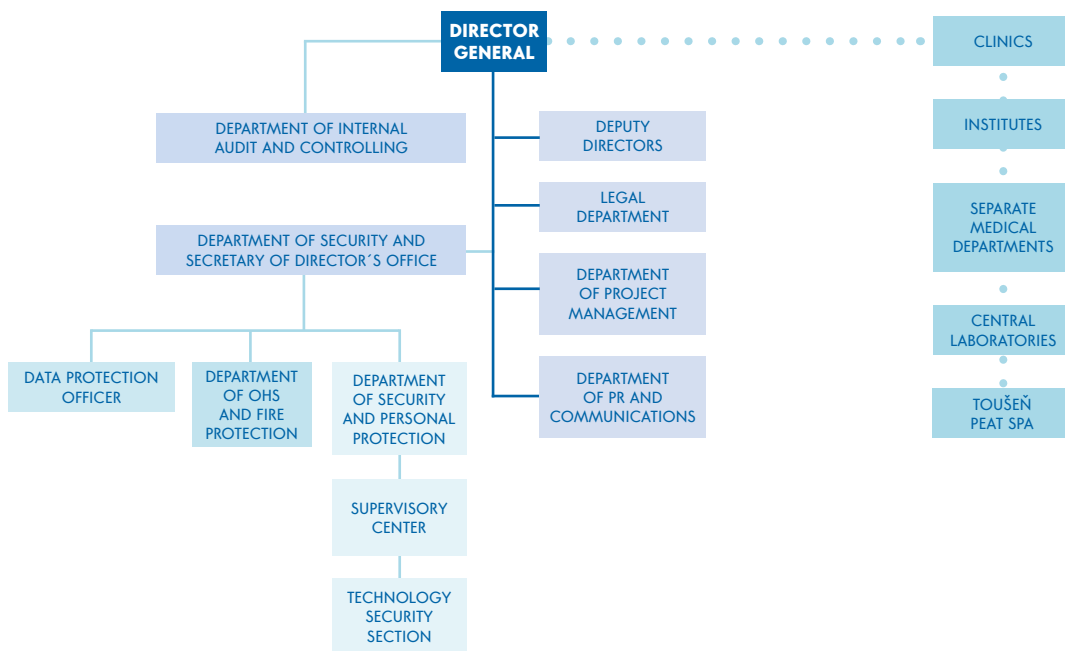 DIRECTOR
GENERAL
CLINICS
DEPARTMENT OF INTERNAL
AUDIT AND CONTROLLING
DEPUTY
DIRECTORS
INSTITUTES
LEGAL
DEPARTMENT
SEPARATE
MEDICAL
DEPARTMENTS
DEPARTMENT OF SECURITY AND
SECRETARY OF DIRECTOR´S OFFICE
DEPARTMENT
OF PROJECT
MANAGEMENT
CENTRAL
LABORATORIES
DATA PROTECTION
OFFICER
DEPARTMENT
OF OHS
AND FIRE
PROTECTION
DEPARTMENT
OF SECURITY
AND PERSONAL
PROTECTION
DEPARTMENT
OF PR AND
COMMUNICATIONS
TOUŠEŇ
PEAT SPA
SUPERVISORY
CENTER
TECHNOLOGY
SECURITY
SECTION